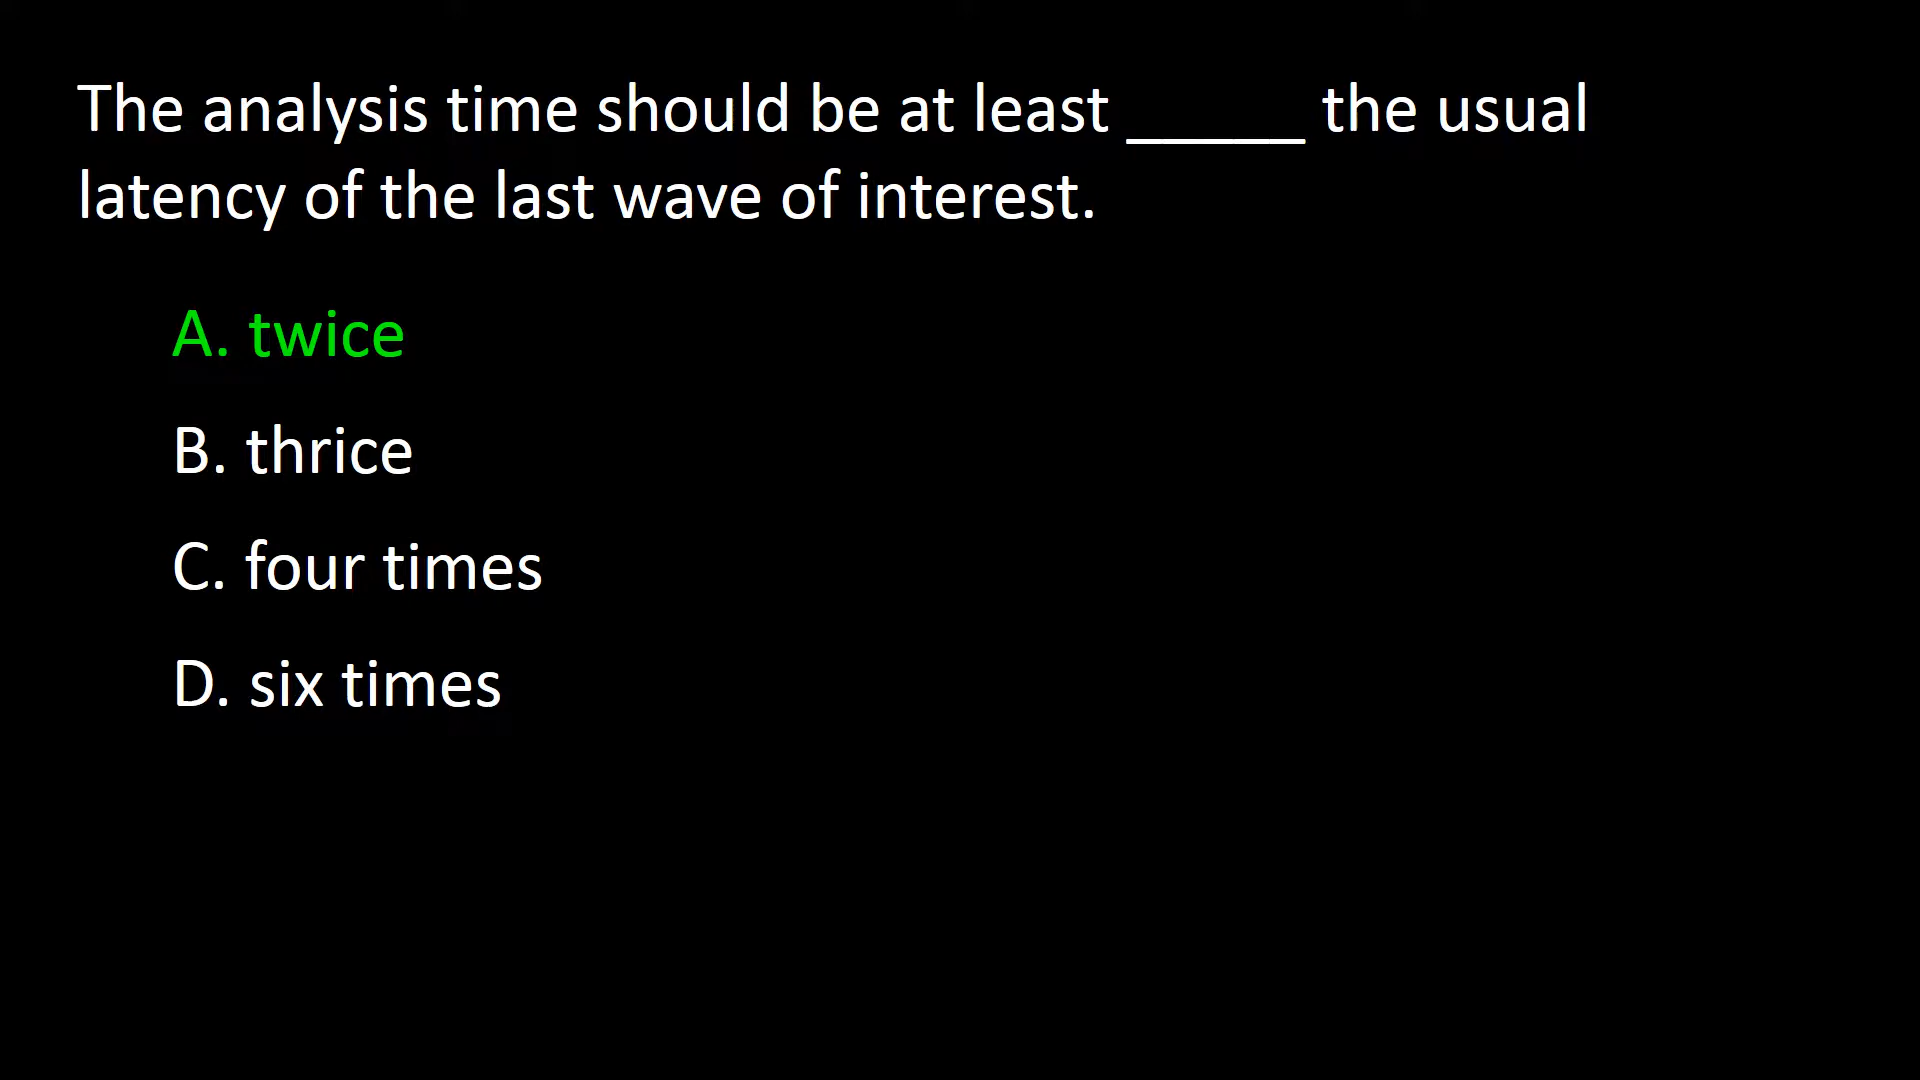 The analysis time should be at least _____ the usual
latency of the last wave of interest.
A. twice
B. thrice
C. four times
D. six times